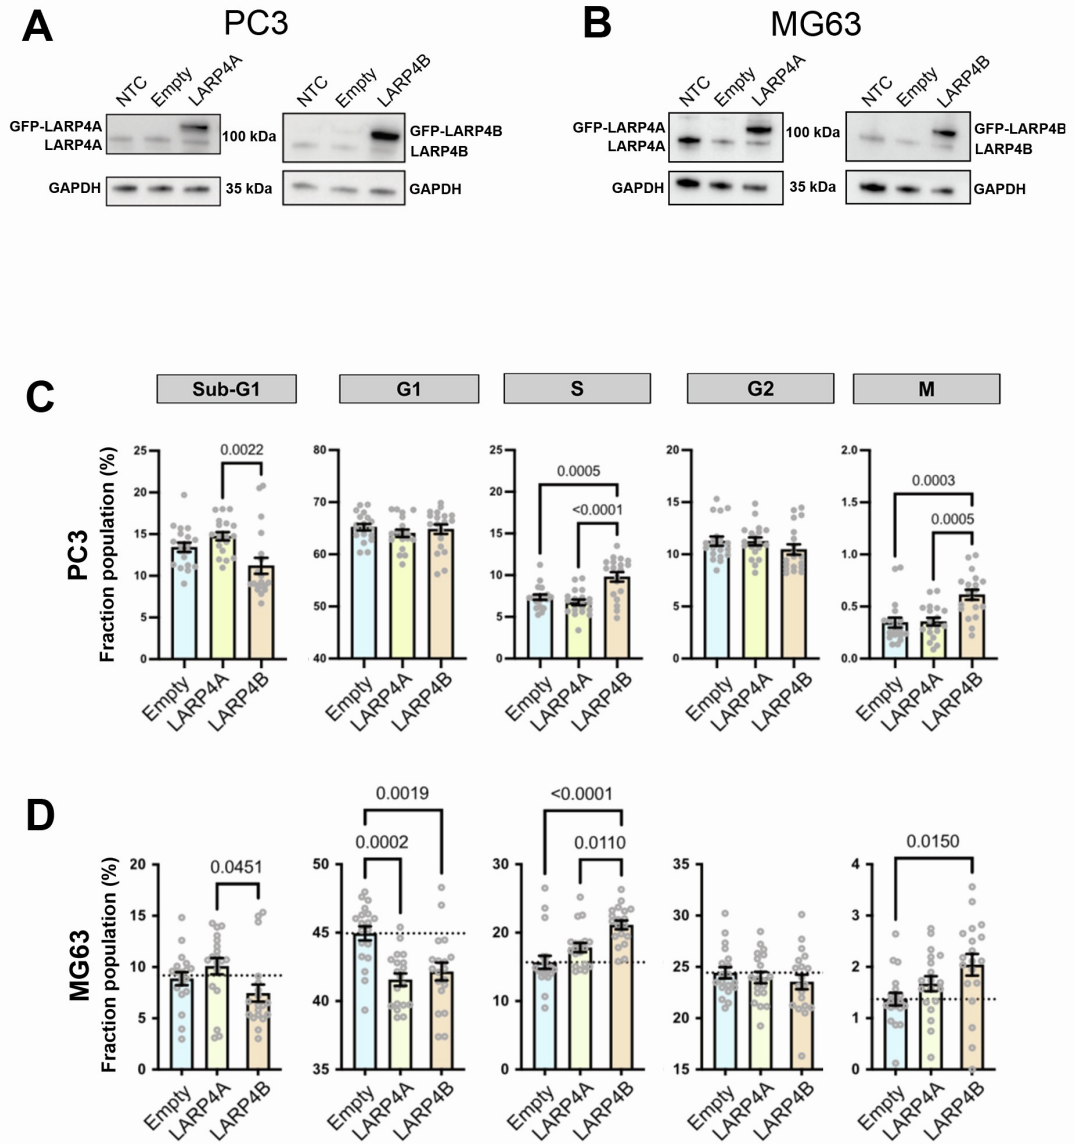 A PC3
B MG63
NTC Empty LARP4A
NTC Empty LARP4B
NTC Empty LARP4A
NTC Empty LARP4B
GFP-LARP4A
LARP4A
100 kDa
GFP-LARP4B
LARP4B
GAPDH 35 kDa GAPDH
GFP-LARP4A
LARP4A
100 kDa
GFP-LARP4B
LARP4B
GAPDH 35 kDa GAPDH
C
Sub-G1 G1 S G2 M
PC3
Fraction population (%)
25 20 15 10 5 0
0.0022
Empty LARP4A LARP4B
80 70 60 50 40
Empty LARP4A LARP4B
25 20 15 10 5 0
0.0005
<0.0001
Empty LARP4A LARP4B
20 15 10 5 0
Empty LARP4A LARP4B
2.0 1.5 1.0 0.5 0.0
0.0003
0.0005
Empty LARP4A LARP4B
D
MG63
Fraction population (%)
20 15 10 5 0
0.0451
Empty LARP4A LARP4B
50 45 40 35
0.0019
0.0002
Empty LARP4A LARP4B
30 20 10 0
<0.0001
0.0110
Empty LARP4A LARP4B
35 30 25 20 15
Empty LARP4A LARP4B
4 3 2 1 0
0.0150
Empty LARP4A LARP4B